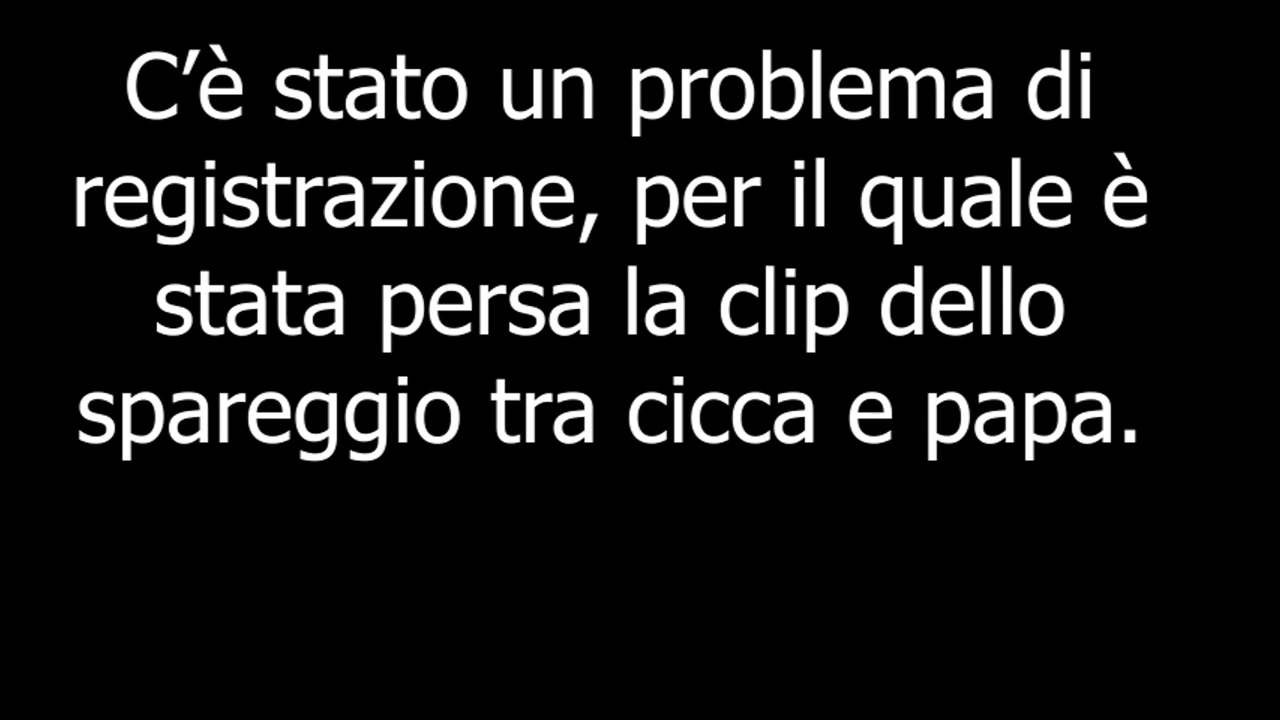 C’è stato un problema di
registrazione, per il quale è
stata persa la clip dello
spareggio tra cicca e papa.